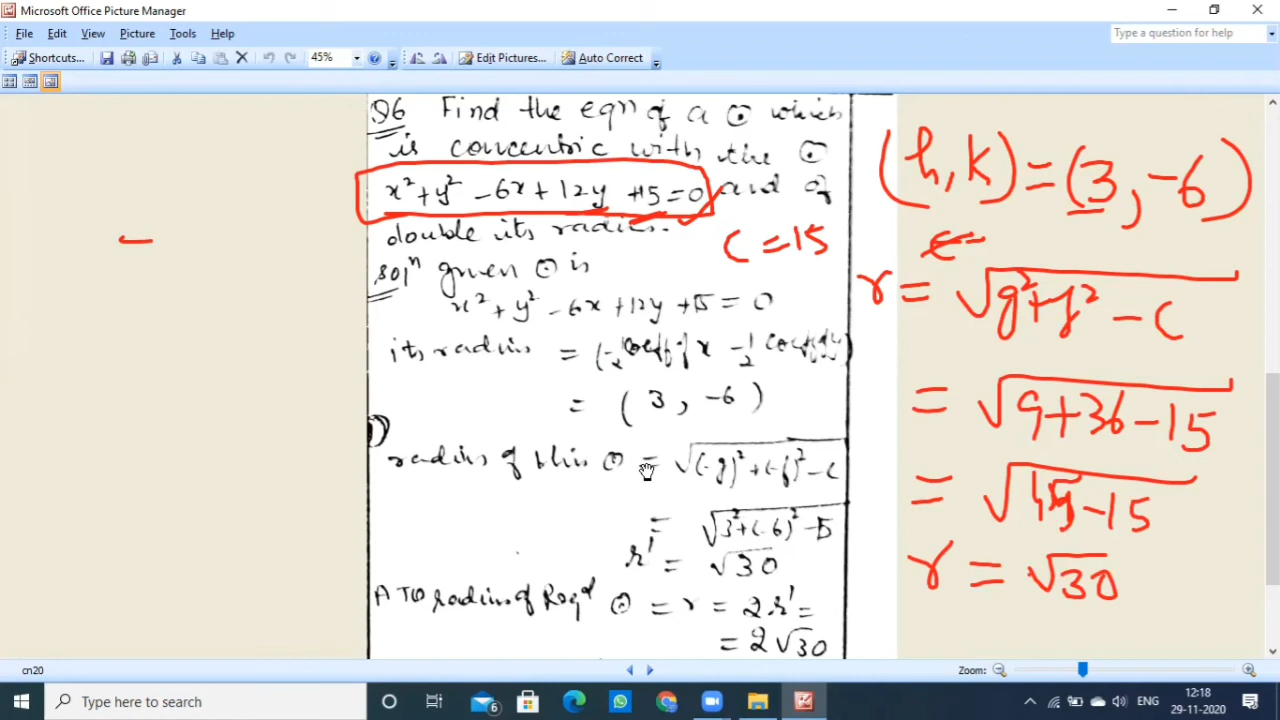 Microsoft Office Picture Manager
File Edit View Picture Tools Help
Type a question for help
Shortcuts... 45% Edit Pictures... Auto Correct
Q6 Find the eqn of a ⊙ which
is concentric with the ⊙
x² + y² - 6x + 12y + 15 = 0 and of
double its radius.
c = 15
Solⁿ given ⊙ is
x² + y² - 6x + 12y + 15 = 0
its radius = (-1/2 coeff of x -1/2 coeff of y)
= (3, -6)
radius of this ⊙ = √(-g)² + (-f)² - c
= √3² + (-6)² - 15
r' = √30
ATQ radius of Reqd ⊙ = r = 2r' =
= 2√30
(h, k) = (3, -6)
r = √g² + f² - c
= √9 + 36 - 15
= √45 - 15
r = √30
cn20
Zoom:
Type here to search
6
ENG
12:18
29-11-2020